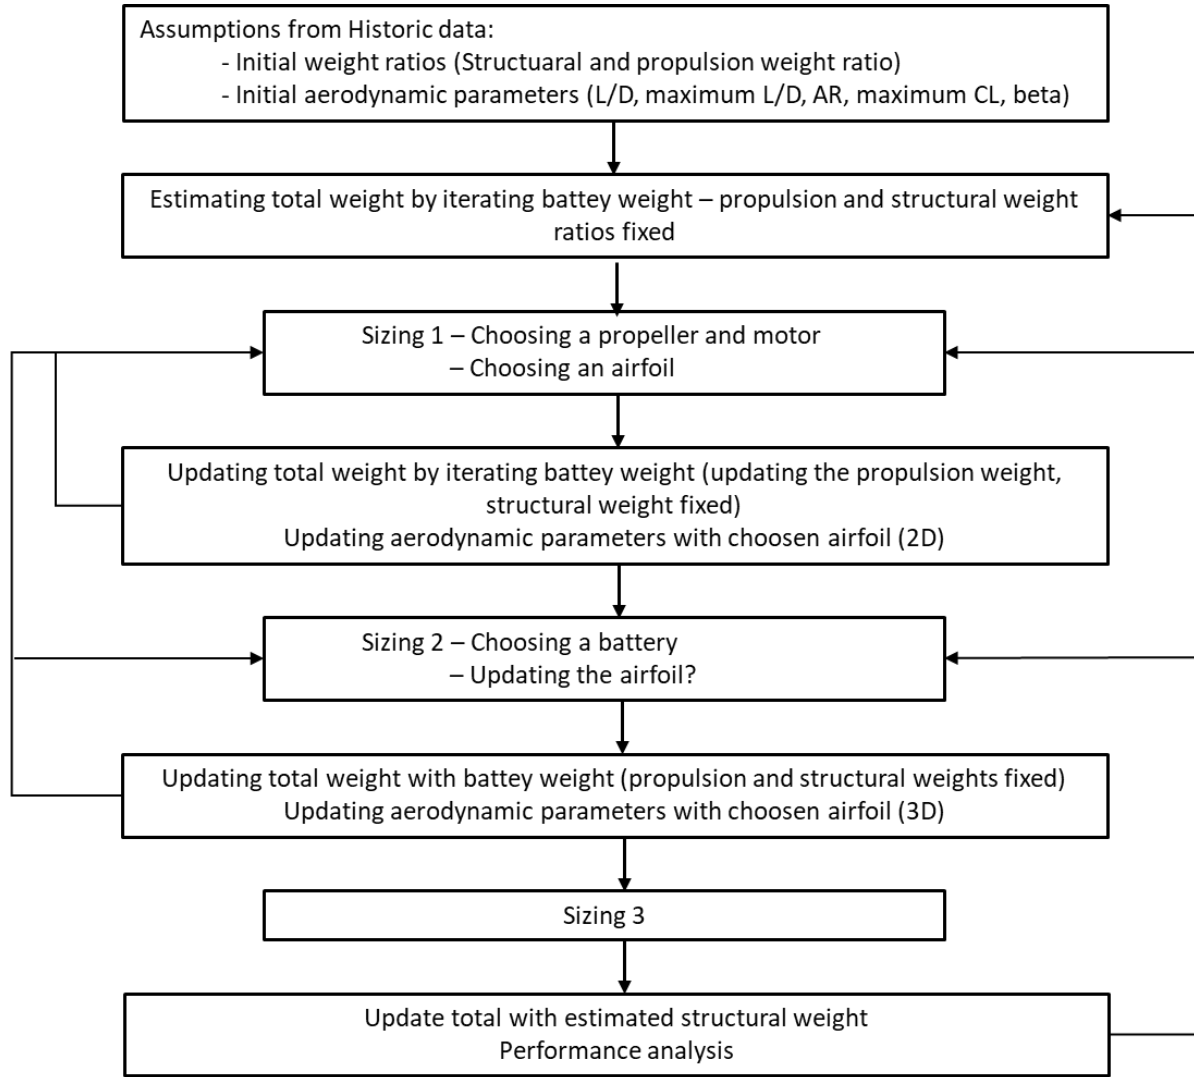 Assumptions from Historic data:
- Initial weight ratios (Structuaral and propulsion weight ratio)
- Initial aerodynamic parameters (L/D, maximum L/D, AR, maximum CL, beta)
Estimating total weight by iterating battey weight – propulsion and structural weight
ratios fixed
Sizing 1 – Choosing a propeller and motor
– Choosing an airfoil
Updating total weight by iterating battey weight (updating the propulsion weight,
structural weight fixed)
Updating aerodynamic parameters with choosen airfoil (2D)
Sizing 2 – Choosing a battery
– Updating the airfoil?
Updating total weight with battey weight (propulsion and structural weights fixed)
Updating aerodynamic parameters with choosen airfoil (3D)
Sizing 3
Update total with estimated structural weight
Performance analysis